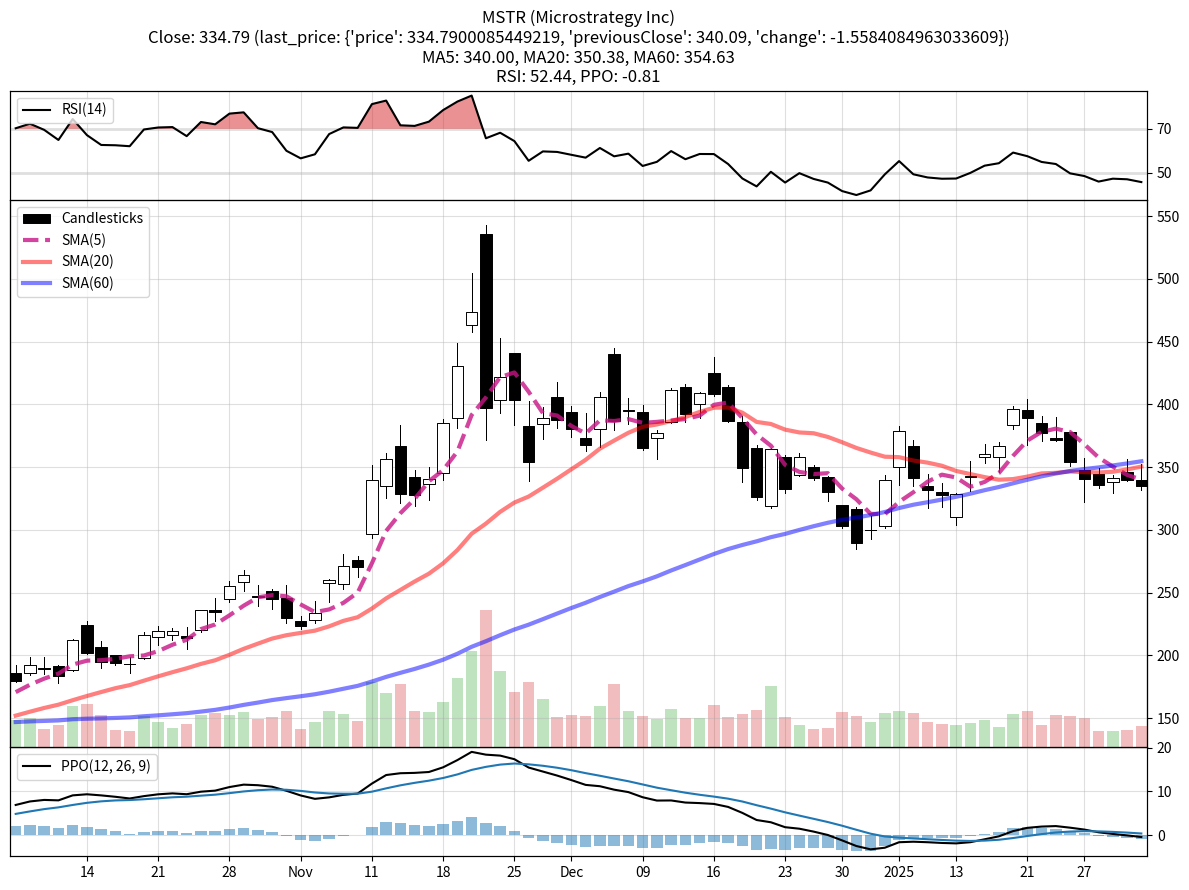 MSTR (Microstrategy Inc)
Close: 334.79 (last_price: {'price': 334.7900085449219, 'previousClose': 340.09, 'change': -1.5584084963033609})
MA5: 340.00, MA20: 350.38, MA60: 354.63
RSI: 52.44, PPO: -0.81
RSI(14)
70
50
Candlesticks
SMA(5)
SMA(20)
SMA(60)
550
500
450
400
350
300
250
200
150
PPO(12, 26, 9)
20
10
0
14 21 28 Nov 11 18 25 Dec 09 16 23 30 2025 13 21 27